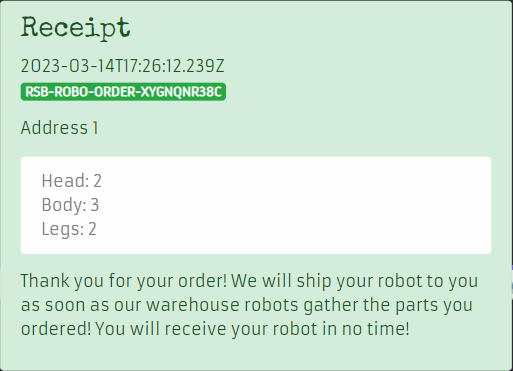 Receipt
2023-03-14T17:26:12.239Z
RSB-ROBO-ORDER-XYGNQNR38C
Address 1
Head: 2
Body: 3
Legs: 2
Thank you for your order! We will ship your robot to you
as soon as our warehouse robots gather the parts you
ordered! You will receive your robot in no time!